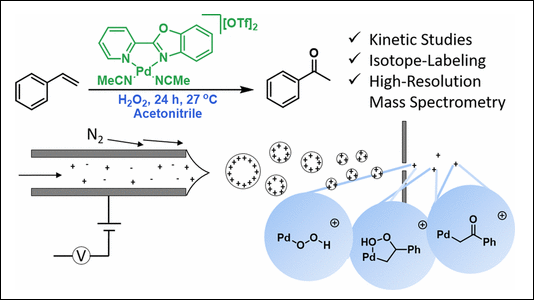 [OTf]2
O
N
N
Pd
MeCN
NCMe
H2O2, 24 h, 27 °C
Acetonitrile
O
✓ Kinetic Studies
✓ Isotope-Labeling
✓ High-Resolution
Mass Spectrometry
N2
V
Pd
O
O
H
+
HO
O
Pd
Ph
+
Pd
O
Ph
+